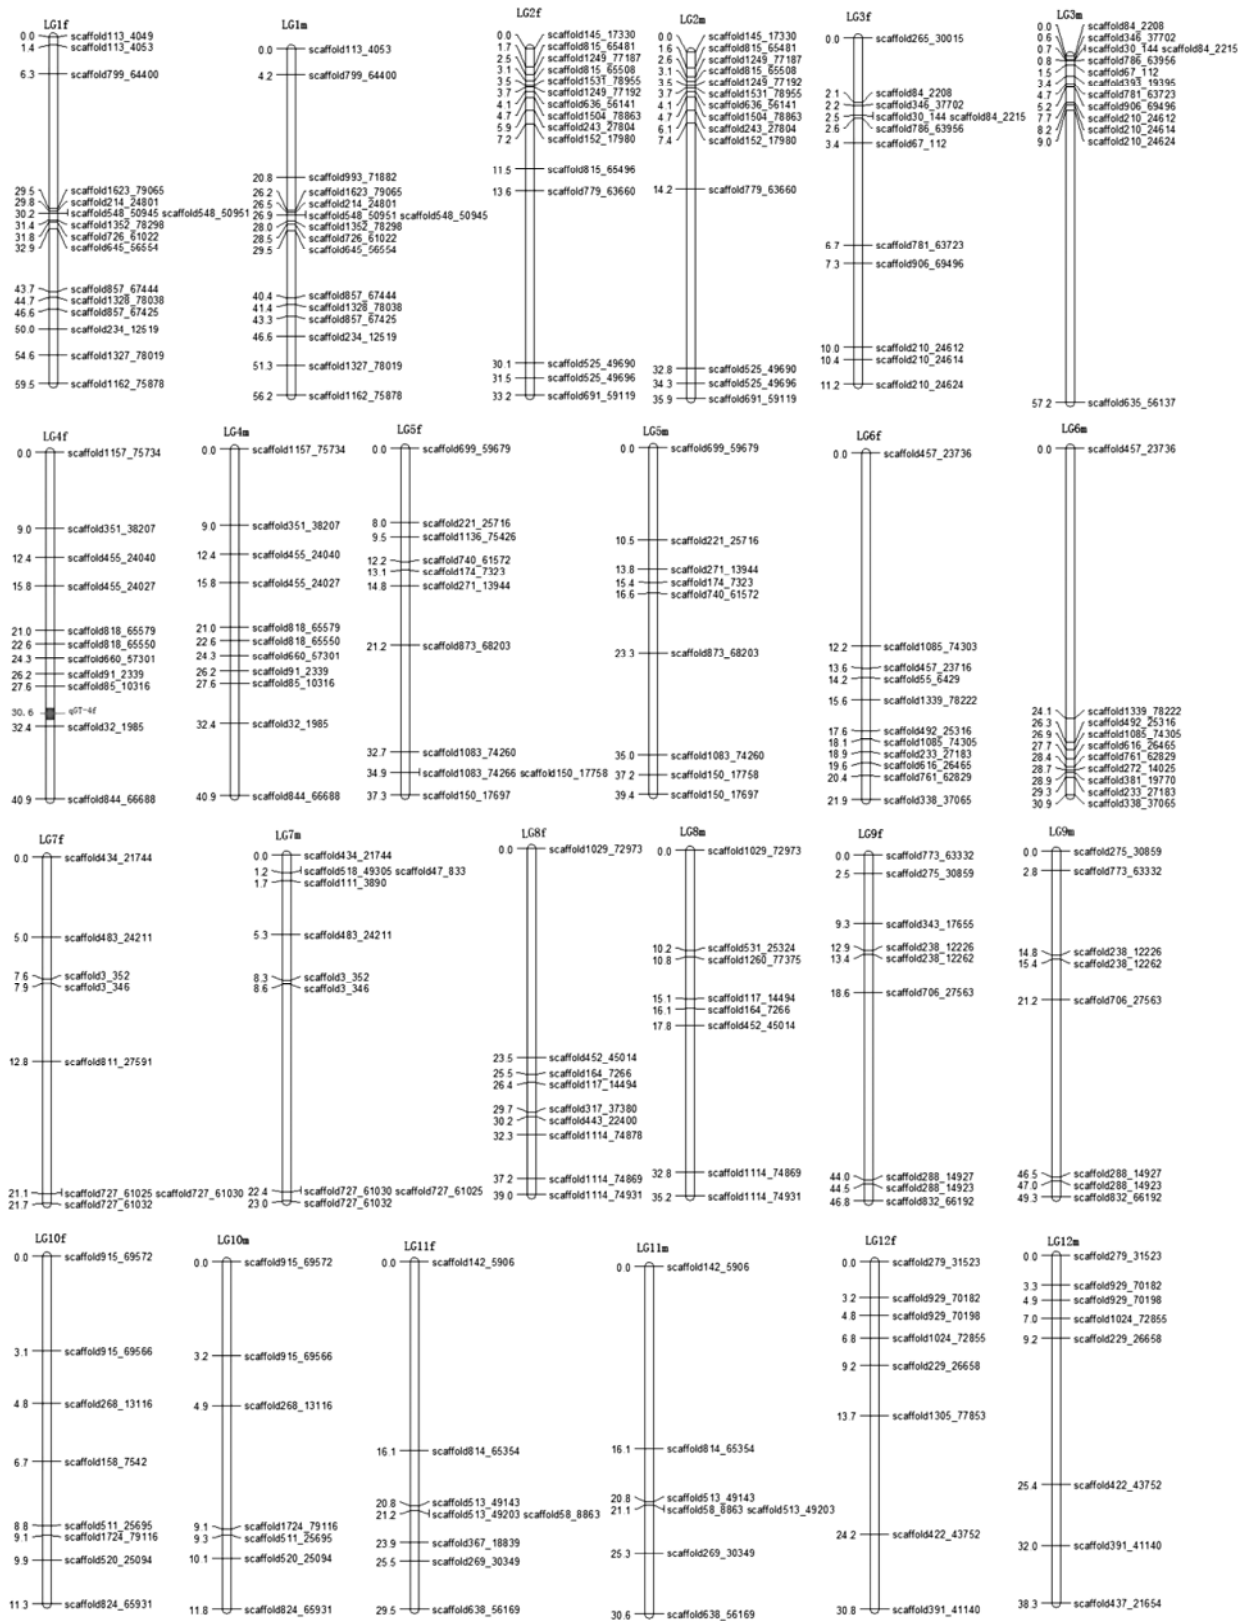 LG1f
0.0 scaffold113_4049
1.4 scaffold113_4053
6.3 scaffold799_64400
29.5 scaffold1623_79065
29.8 scaffold214_24801
30.2 scaffold548_50945 scaffold548_50951
31.4 scaffold1352_78298
31.8 scaffold726_61022
32.9 scaffold645_56554
43.7 scaffold857_67444
44.7 scaffold1328_78038
46.6 scaffold857_67425
50.0 scaffold234_12519
54.6 scaffold1327_78019
59.5 scaffold1162_75878
LG1m
0.0 scaffold113_4053
4.2 scaffold799_64400
20.8 scaffold993_71882
26.2 scaffold1623_79065
26.5 scaffold214_24801
26.9 scaffold548_50951 scaffold548_50945
28.0 scaffold1352_78298
28.5 scaffold726_61022
29.5 scaffold645_56554
40.4 scaffold857_67444
41.4 scaffold1328_78038
43.3 scaffold857_67425
46.6 scaffold234_12519
51.3 scaffold1327_78019
56.2 scaffold1162_75878
LG2f
0.0 scaffold145_17330
1.7 scaffold815_65481
2.5 scaffold1249_77187
3.1 scaffold815_65508
3.5 scaffold1531_78955
3.7 scaffold1249_77192
4.1 scaffold636_56141
4.7 scaffold1504_78863
5.9 scaffold243_27804
7.2 scaffold152_17980
11.5 scaffold815_65496
13.6 scaffold779_63660
30.1 scaffold525_49690
31.5 scaffold525_49696
33.2 scaffold691_59119
LG2m
0.0 scaffold145_17330
1.6 scaffold815_65481
2.6 scaffold1249_77187
3.1 scaffold815_65508
3.5 scaffold1249_77192
3.7 scaffold1531_78955
4.1 scaffold636_56141
4.7 scaffold1504_78863
6.1 scaffold243_27804
7.4 scaffold152_17980
14.2 scaffold779_63660
32.8 scaffold525_49690
34.3 scaffold525_49696
35.9 scaffold691_59119
LG3f
0.0 scaffold265_30015
2.1 scaffold84_2208
2.2 scaffold346_37702
2.5 scaffold30_144 scaffold84_2215
2.6 scaffold786_63956
3.4 scaffold67_112
6.7 scaffold781_63723
7.3 scaffold906_69496
10.0 scaffold210_24612
10.4 scaffold210_24614
11.2 scaffold210_24624
LG3m
0.0 scaffold84_2208
0.6 scaffold346_37702
0.7 scaffold30_144 scaffold84_2215
0.8 scaffold786_63956
1.5 scaffold67_112
3.4 scaffold393_19395
4.7 scaffold781_63723
5.2 scaffold906_69496
7.7 scaffold210_24612
8.2 scaffold210_24614
9.0 scaffold210_24624
57.2 scaffold635_56137
LG4f
0.0 scaffold1157_75734
9.0 scaffold351_38207
12.4 scaffold455_24040
15.8 scaffold455_24027
21.0 scaffold818_65579
22.6 scaffold818_65550
24.3 scaffold660_57301
26.2 scaffold91_2339
27.6 scaffold85_10316
30.6 qGT-4f
32.4 scaffold32_1985
40.9 scaffold844_66688
LG4m
0.0 scaffold1157_75734
9.0 scaffold351_38207
12.4 scaffold455_24040
15.8 scaffold455_24027
21.0 scaffold818_65579
22.6 scaffold818_65550
24.3 scaffold660_57301
26.2 scaffold91_2339
27.6 scaffold85_10316
32.4 scaffold32_1985
40.9 scaffold844_66688
LG5f
0.0 scaffold699_59679
8.0 scaffold221_25716
9.5 scaffold1136_75426
12.2 scaffold740_61572
13.1 scaffold174_7323
14.8 scaffold271_13944
21.2 scaffold873_68203
32.7 scaffold1083_74260
34.9 scaffold1083_74266 scaffold150_17758
37.3 scaffold150_17697
LG5m
0.0 scaffold699_59679
10.5 scaffold221_25716
13.8 scaffold271_13944
15.4 scaffold174_7323
16.6 scaffold740_61572
23.3 scaffold873_68203
35.0 scaffold1083_74260
37.2 scaffold150_17758
39.4 scaffold150_17697
LG6f
0.0 scaffold457_23736
12.2 scaffold1085_74303
13.6 scaffold457_23716
14.2 scaffold55_6429
15.6 scaffold1339_78222
17.6 scaffold492_25316
18.1 scaffold1085_74305
18.9 scaffold233_27183
19.6 scaffold616_26465
20.4 scaffold761_62829
21.9 scaffold338_37065
LG6m
0.0 scaffold457_23736
24.1 scaffold1339_78222
26.3 scaffold492_25316
26.9 scaffold1085_74305
27.7 scaffold616_26465
28.4 scaffold761_62829
28.7 scaffold272_14025
28.9 scaffold381_19770
29.3 scaffold233_27183
30.9 scaffold338_37065
LG7f
0.0 scaffold434_21744
5.0 scaffold483_24211
7.6 scaffold3_352
7.9 scaffold3_346
12.8 scaffold811_27591
21.1 scaffold727_61025 scaffold727_61030
21.7 scaffold727_61032
LG7m
0.0 scaffold434_21744
1.2 scaffold518_49305 scaffold47_833
1.7 scaffold111_3890
5.3 scaffold483_24211
8.3 scaffold3_352
8.6 scaffold3_346
22.4 scaffold727_61030 scaffold727_61025
23.0 scaffold727_61032
LG8f
0.0 scaffold1029_72973
23.5 scaffold452_45014
25.5 scaffold164_7266
26.4 scaffold117_14494
29.7 scaffold317_37380
30.2 scaffold443_22400
32.3 scaffold1114_74878
37.2 scaffold1114_74869
39.0 scaffold1114_74931
LG8m
0.0 scaffold1029_72973
10.2 scaffold531_25324
10.8 scaffold1260_77375
15.1 scaffold117_14494
16.1 scaffold164_7266
17.8 scaffold452_45014
32.8 scaffold1114_74869
35.2 scaffold1114_74931
LG9f
0.0 scaffold773_63332
2.5 scaffold275_30859
9.3 scaffold343_17655
12.9 scaffold238_12226
13.4 scaffold238_12262
18.6 scaffold706_27563
44.0 scaffold288_14927
44.5 scaffold288_14923
46.8 scaffold832_66192
LG9m
0.0 scaffold275_30859
2.8 scaffold773_63332
14.8 scaffold238_12226
15.4 scaffold238_12262
21.2 scaffold706_27563
46.5 scaffold288_14927
47.0 scaffold288_14923
49.3 scaffold832_66192
LG10f
0.0 scaffold915_69572
3.1 scaffold915_69566
4.8 scaffold268_13116
6.7 scaffold158_7542
8.8 scaffold511_25695
9.1 scaffold1724_79116
9.9 scaffold520_25094
11.3 scaffold824_65931
LG10m
0.0 scaffold915_69572
3.2 scaffold915_69566
4.9 scaffold268_13116
9.1 scaffold1724_79116
9.3 scaffold511_25695
10.1 scaffold520_25094
11.8 scaffold824_65931
LG11f
0.0 scaffold142_5906
16.1 scaffold814_65354
20.8 scaffold513_49143
21.2 scaffold513_49203 scaffold58_8863
23.9 scaffold367_18839
25.5 scaffold269_30349
29.5 scaffold638_56169
LG11m
0.0 scaffold142_5906
16.1 scaffold814_65354
20.8 scaffold513_49143
21.1 scaffold58_8863 scaffold513_49203
25.3 scaffold269_30349
30.6 scaffold638_56169
LG12f
0.0 scaffold279_31523
3.2 scaffold929_70182
4.8 scaffold929_70198
6.8 scaffold1024_72855
9.2 scaffold229_26658
13.7 scaffold1305_77853
24.2 scaffold422_43752
30.8 scaffold391_41140
LG12m
0.0 scaffold279_31523
3.3 scaffold929_70182
4.9 scaffold929_70198
7.0 scaffold1024_72855
9.2 scaffold229_26658
25.4 scaffold422_43752
32.0 scaffold391_41140
38.3 scaffold437_21654